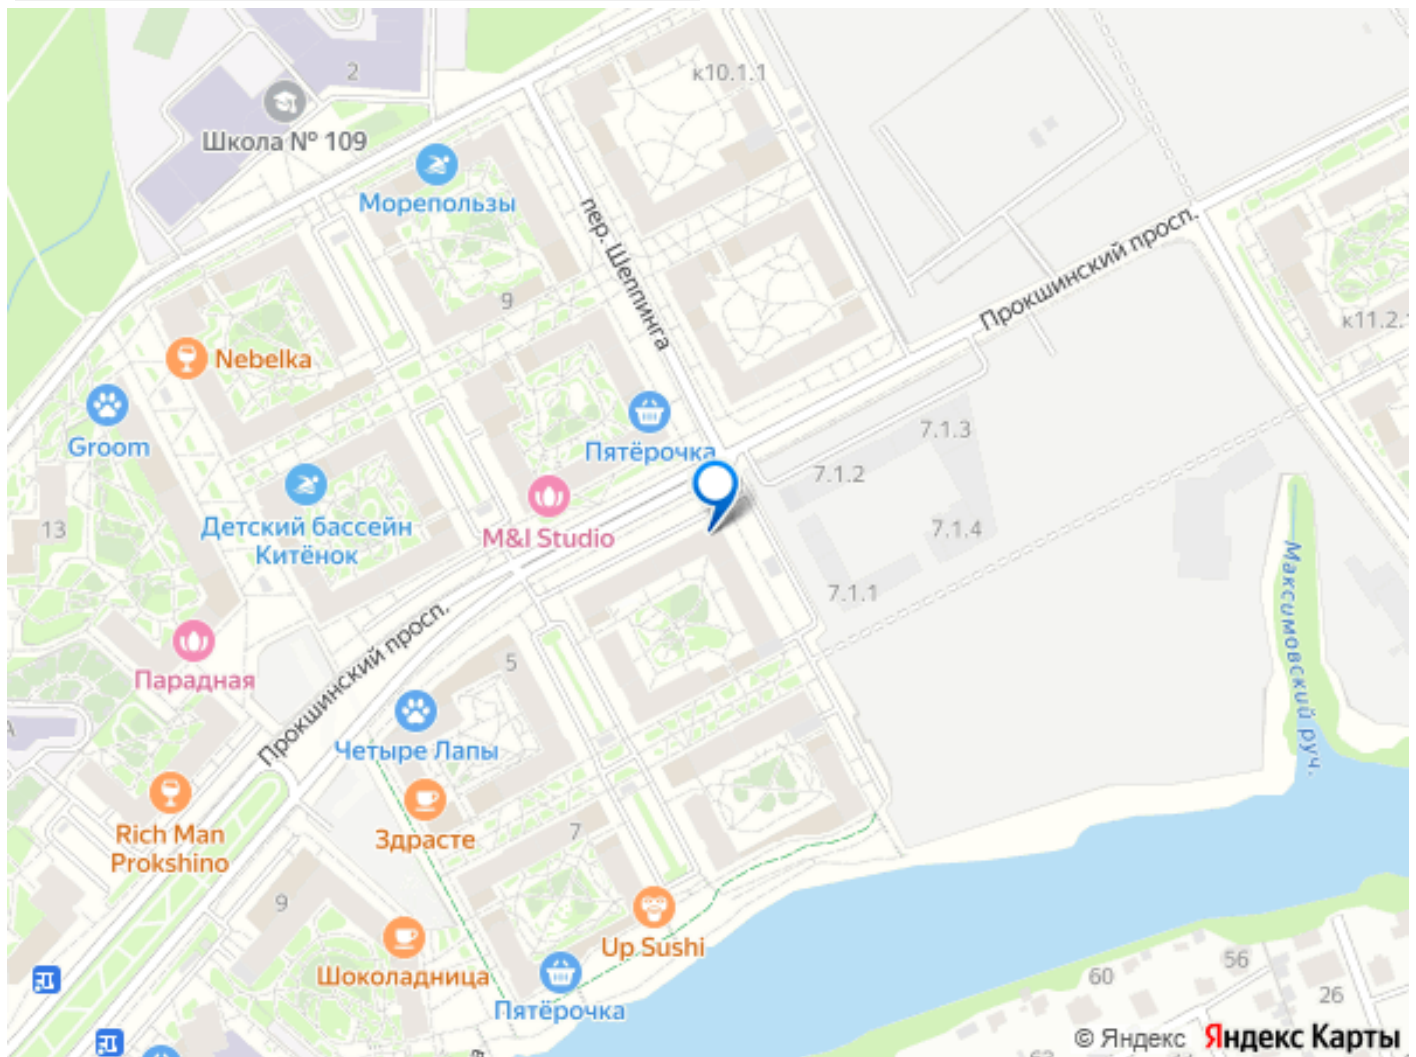 к10.1.1
2
Школа № 109
Морепользы
пер. Шеппинга
Прокшинский просп.
9
к11.2.
Nebelka
Groom
Пятёрочка
7.1.3
7.1.2
M&I Studio
Детский бассейн
Китёнок
13
7.1.4
7.1.1
Максимовский руч.
Прокшинский просп.
5
Парадная
Четыре Лапы
Rich Man
Prokshino
Здрасте
7
9
Up Sushi
Шоколадница
Пятёрочка
56
60
26
© Яндекс Яндекс Карты